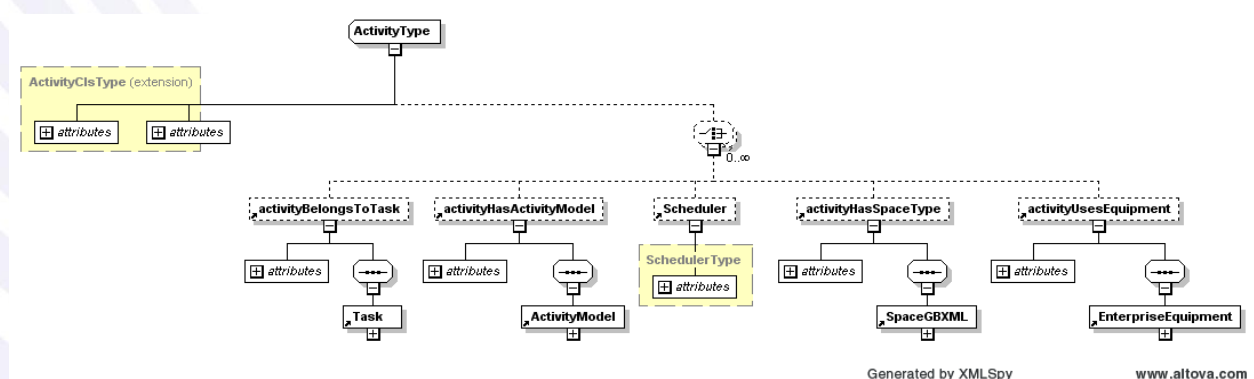 ActivityType
ActivityClsType (extension)
attributes
attributes
0..∞
activityBelongsToTask
activityHasActivityModel
Scheduler
activityHasSpaceType
activityUsesEquipment
attributes
attributes
SchedulerType
attributes
attributes
attributes
Task
ActivityModel
SpaceGBXML
EnterpriseEquipment
Generated by XMLSpy
www.altova.com